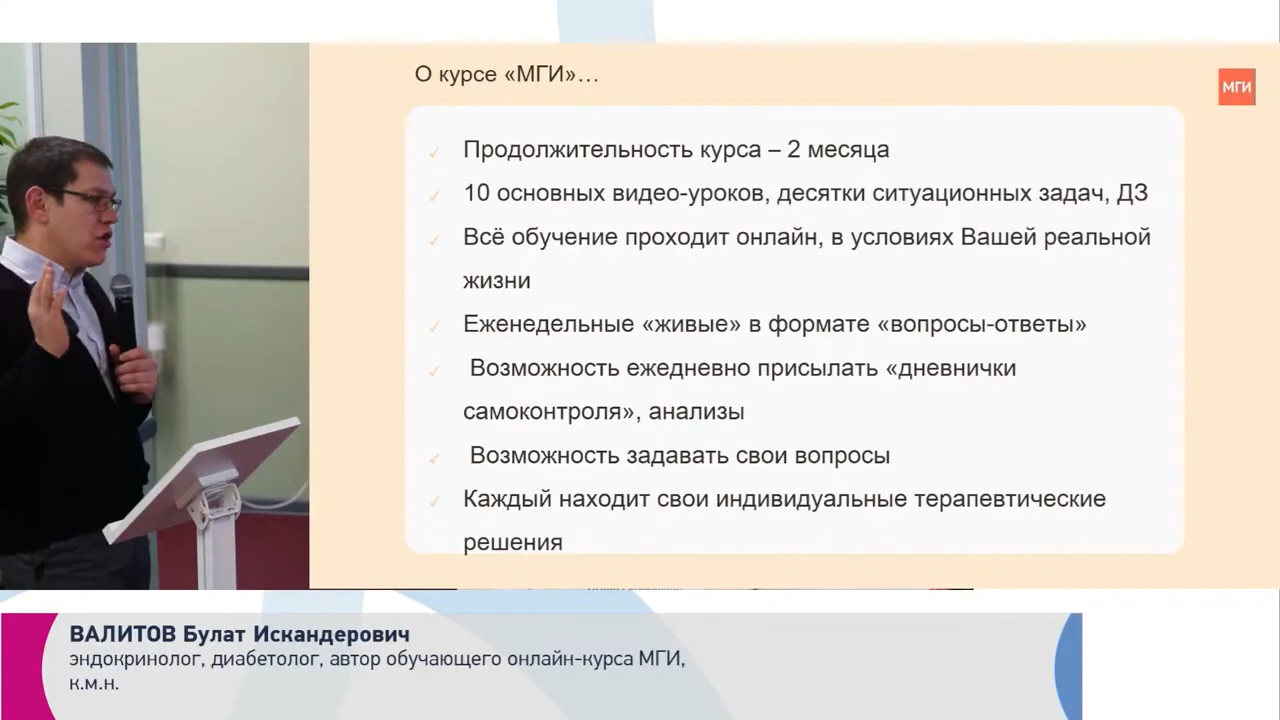 О курсе «МГИ»…
МГИ
Продолжительность курса – 2 месяца
10 основных видео-уроков, десятки ситуационных задач, ДЗ
Всё обучение проходит онлайн, в условиях Вашей реальной
жизни
Еженедельные «живые» в формате «вопросы-ответы»
Возможность ежедневно присылать «дневнички
самоконтроля», анализы
Возможность задавать свои вопросы
Каждый находит свои индивидуальные терапевтические
решения
ВАЛИТОВ Булат Искандерович
эндокринолог, диабетолог, автор обучающего онлайн-курса МГИ,
к.м.н.